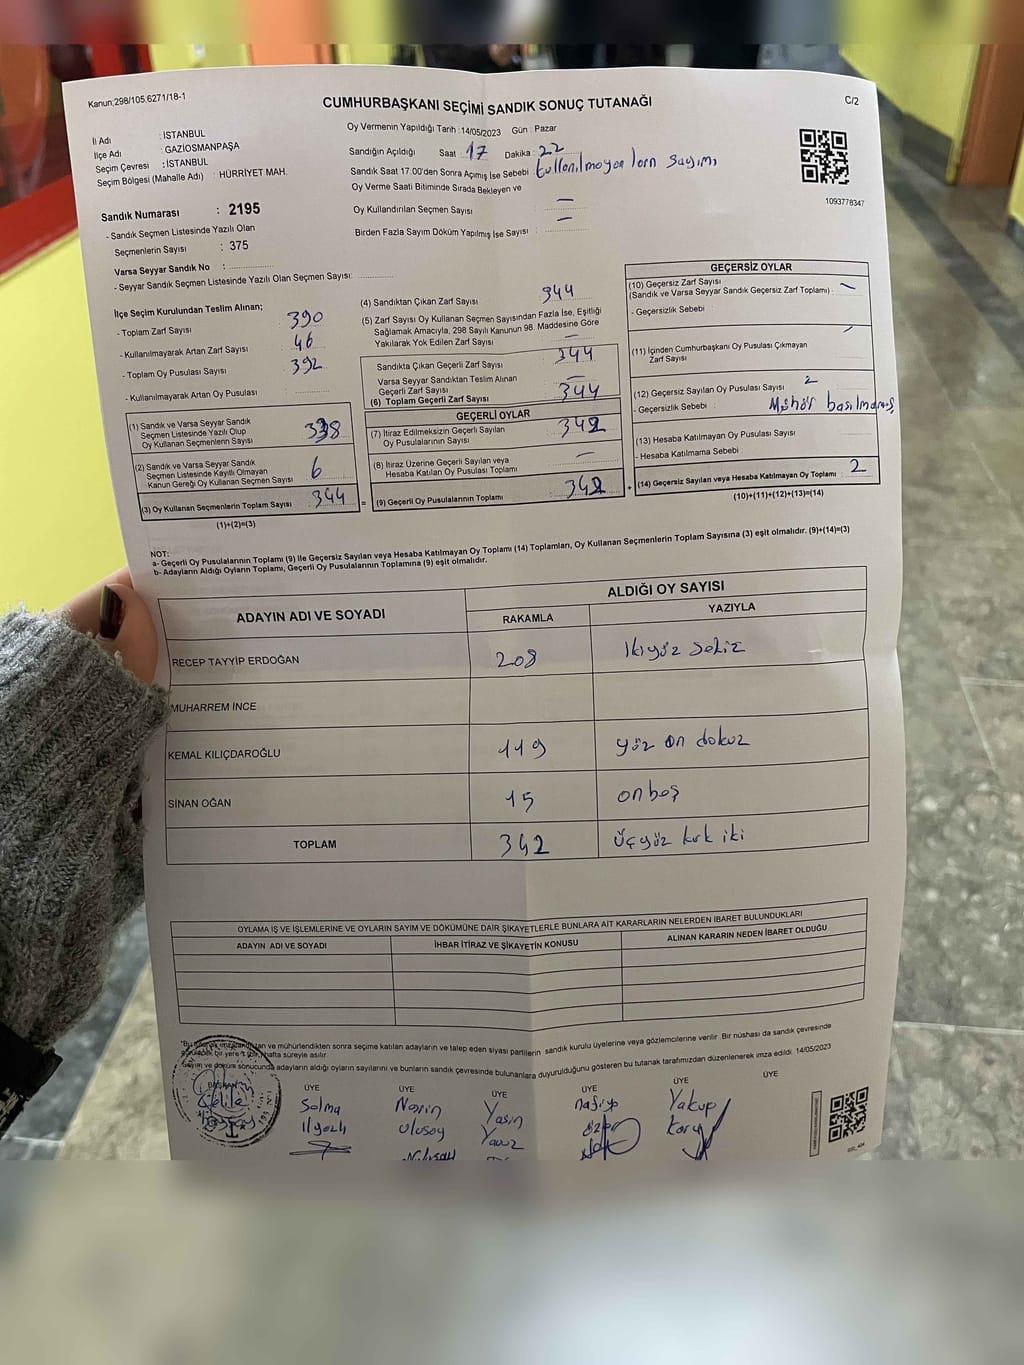 Kanun;298/105.6271/18-1
CUMHURBAŞKANI SEÇİMİ SANDIK SONUÇ TUTANAĞI
C/2
İl Adı : İSTANBUL
İlçe Adı : GAZİOSMANPAŞA
Seçim Çevresi : İSTANBUL
Seçim Bölgesi (Mahalle Adı) : HÜRRİYET MAH.
Oy Vermenin Yapıldığı Tarih :14/05/2023 Gün : Pazar
Sandığın Açıldığı Saat : 17 Dakika : 22
Sandık Saat 17.00'den Sonra Açımış İse Sebebi : kullanılmayanların sayımı
Oy Verme Saati Bitiminde Sırada Bekleyen ve
Oy Kullandırılan Seçmen Sayısı : —
Birden Fazla Sayım Döküm Yapılmış İse Sayısı : —
1093778347
Sandık Numarası : 2195
- Sandık Seçmen Listesinde Yazılı Olan
Seçmenlerin Sayısı : 375
Varsa Seyyar Sandık No :
- Seyyar Sandık Seçmen Listesinde Yazılı Olan Seçmen Sayısı:
İlçe Seçim Kurulundan Teslim Alınan;
- Toplam Zarf Sayısı 390
- Kullanılmayarak Artan Zarf Sayısı : 46
- Toplam Oy Pusulası Sayısı : 392
- Kullanılmayarak Artan Oy Pusulası :
(1) Sandık ve Varsa Seyyar Sandık
Seçmen Listesinde Yazılı Olup
Oy Kullanan Seçmenlerin Sayısı : 338
(2) Sandık ve Varsa Seyyar Sandık
Seçmen Listesinde Kayıtlı Olmayan
Kanun Gereği Oy Kullanan Seçmen Sayısı : 6
(3) Oy Kullanan Seçmenlerin Toplam Sayısı : 344
(1)+(2)=(3)
(4) Sandıktan Çıkan Zarf Sayısı : 344
(5) Zarf Sayısı Oy Kullanan Seçmen Sayısından Fazla İse, Eşitliği
Sağlamak Amacıyla, 298 Sayılı Kanunun 98. Maddesine Göre
Yakılarak Yok Edilen Zarf Sayısı : —
Sandıkta Çıkan Geçerli Zarf Sayısı : 344
Varsa Seyyar Sandıktan Teslim Alınan
Geçerli Zarf Sayısı : —
(6) Toplam Geçerli Zarf Sayısı : 344
GEÇERLİ OYLAR
(7) İtiraz Edilmeksizin Geçerli Sayılan
Oy Pusulalarının Sayısı : 342
(8) İtiraz Üzerine Geçerli Sayılan veya
Hesaba Katılan Oy Pusulası Toplamı : —
= (9) Geçerli Oy Pusulalarının Toplamı : 342
GEÇERSİZ OYLAR
(10) Geçersiz Zarf Sayısı
(Sandık ve Varsa Seyyar Sandık Geçersiz Zarf Toplamı) : —
- Geçersizlik Sebebi :
(11) İçinden Cumhurbaşkanı Oy Pusulası Çıkmayan
Zarf Sayısı : —
(12) Geçersiz Sayılan Oy Pusulası Sayısı : 2
- Geçersizlik Sebebi : Mühür basılmamış
(13) Hesaba Katılmayan Oy Pusulası Sayısı :
- Hesaba Katılmama Sebebi :
+ (14) Geçersiz Sayılan veya Hesaba Katılmayan Oy Toplamı : 2
(10)+(11)+(12)+(13)=(14)
NOT:
a- Geçerli Oy Pusulalarının Toplamı (9) ile Geçersiz Sayılan veya Hesaba Katılmayan Oy Toplamı (14) Toplamları, Oy Kullanan Seçmenlerin Toplam Sayısına (3) eşit olmalıdır. (9)+(14)=(3)
b- Adayların Aldığı Oyların Toplamı, Geçerli Oy Pusulalarının Toplamına (9) eşit olmalıdır.
ADAYIN ADI VE SOYADI
ALDIĞI OY SAYISI
RAKAMLA YAZIYLA
RECEP TAYYİP ERDOĞAN 208 İkiyüz sekiz
MUHARREM İNCE
KEMAL KILIÇDAROĞLU 119 yüz on dokuz
SİNAN OĞAN 15 onbeş
TOPLAM 342 Üçyüz kırk iki
OYLAMA İŞ VE İŞLEMLERİNE VE OYLARIN SAYIM VE DÖKÜMÜNE DAİR ŞİKAYETLERLE BUNLARA AİT KARARLARIN NELERDEN İBARET BULUNDUKLARI
ADAYIN ADI VE SOYADI İHBAR İTİRAZ VE ŞİKAYETİN KONUSU ALINAN KARARIN NEDEN İBARET OLDUĞU
ve mühürlendikten sonra seçime katılan adayların ve talep eden siyasi partilerin sandık kurulu üyelerine veya gözlemcilerine verilir. Bir nüshası da sandık çevresinde
bir yere hafta süreyle asılır.
Sayım ve döküm sonucunda adayların aldığı oyların sayılarını ve bunların sandık çevresinde bulunanlara duyurulduğunu gösteren bu tutanak tarafımızdan düzenlenerek imza edildi. 14/05/2023
BAŞKAN ÜYE ÜYE ÜYE ÜYE ÜYE ÜYE
Selma Nesrin Yasin Nafiye Yakup
Ulusoy Yavuz Özer